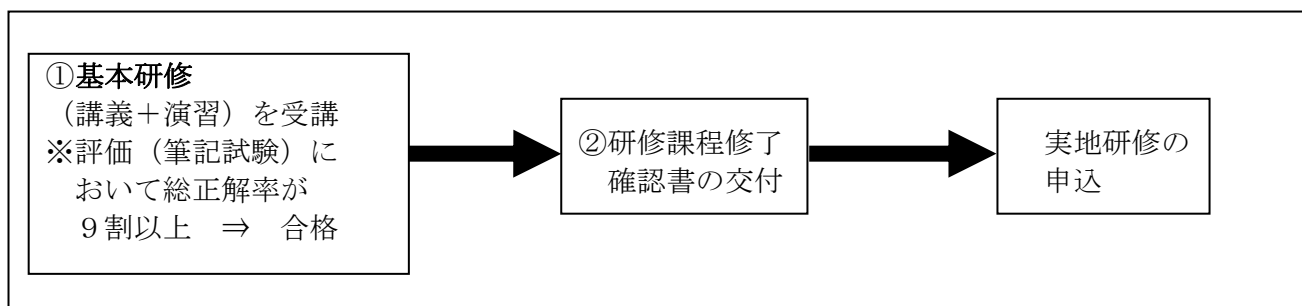 ①基本研修
（講義＋演習）を受講
※評価（筆記試験）に
おいて総正解率が
９割以上　⇒　合格
②研修課程修了
確認書の交付
実地研修の
申込